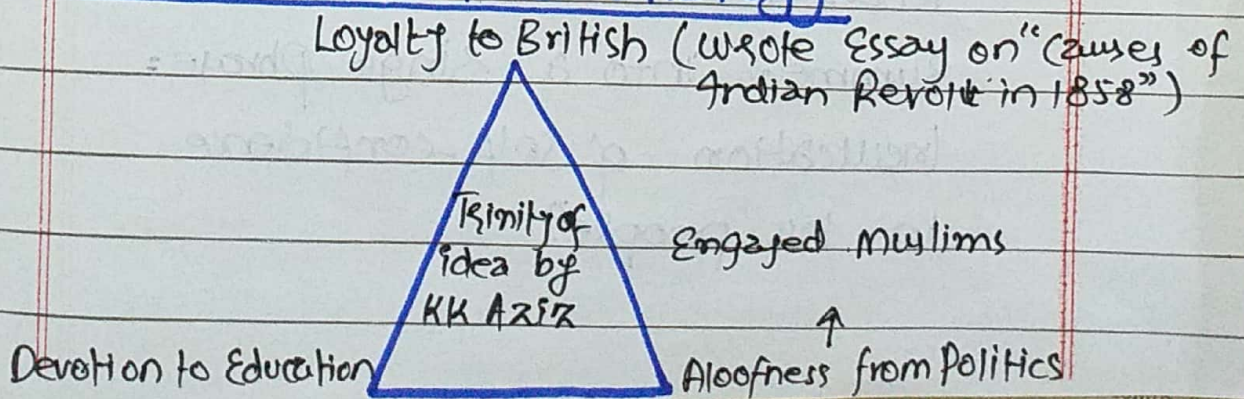 Loyalty to British (wrote Essay on "Causes of
Indian Revolt in 1858")
Trinity of
idea by
KK Aziz
Engaged Muslims
↑
Devotion to Education
Aloofness from Politics